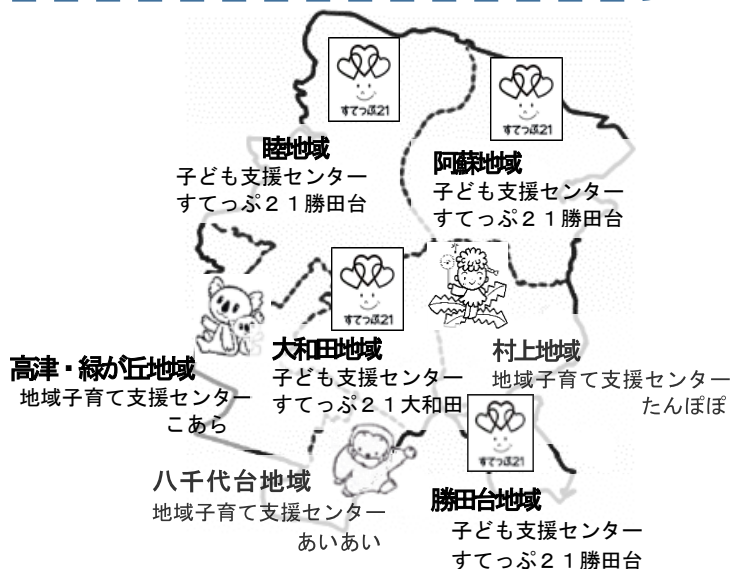 すてっぷ21
すてっぷ21
睦地域
子ども支援センター
すてっぷ２１勝田台
阿蘇地域
子ども支援センター
すてっぷ２１勝田台
すてっぷ21
高津・緑が丘地域
地域子育て支援センター
こあら
大和田地域
子ども支援センター
すてっぷ２１大和田
村上地域
地域子育て支援センター
たんぽぽ
すてっぷ21
八千代台地域
地域子育て支援センター
あいあい
勝田台地域
子ども支援センター
すてっぷ２１勝田台